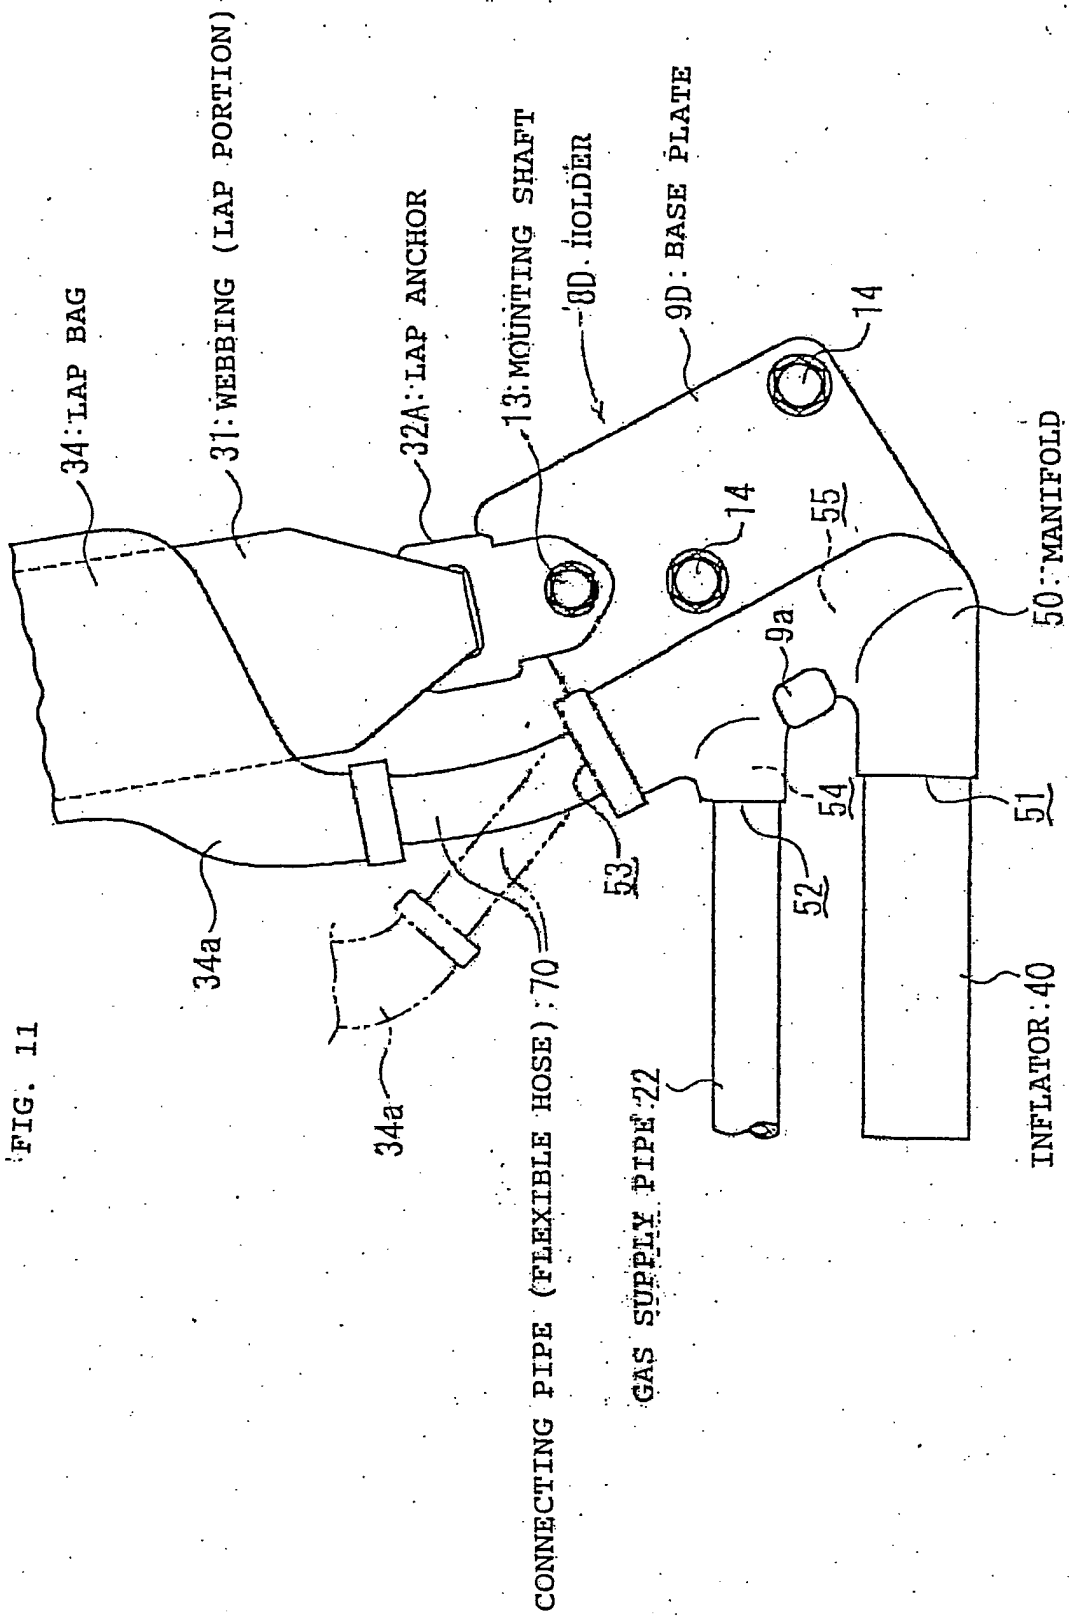 FIG. 11
34:LAP BAG
31:WEBBING (LAP PORTION)
32A:LAP ANCHOR
13:MOUNTING SHAFT
8D. HOLDER
9D:BASE PLATE
14
14
55
9a
50:MANIFOLD
34a
34a
53
54
52
51
CONNECTING PIPE (FLEXIBLE HOSE):70
GAS SUPPLY PIPE:22
INFLATOR:40